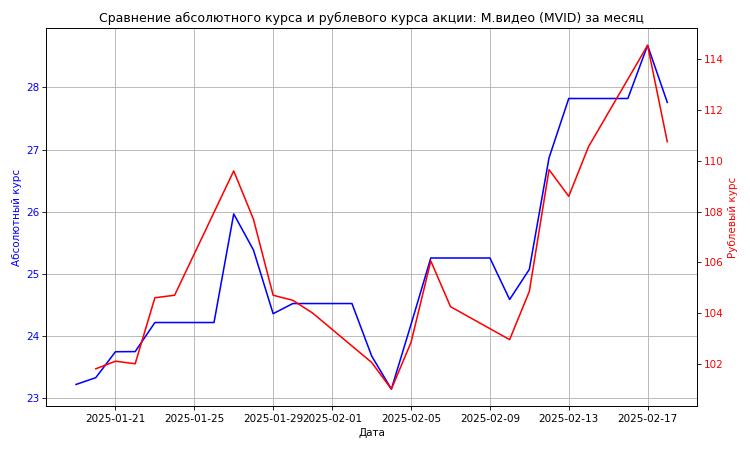 Сравнение абсолютного курса и рублевого курса акции: М.видео (MVID) за месяц
Абсолютный курс
28
27
26
25
24
23
114
112
110
108
106
104
102
Рублевый курс
2025-01-21 2025-01-25 2025-01-29 2025-02-01 2025-02-05 2025-02-09 2025-02-13 2025-02-17
Дата